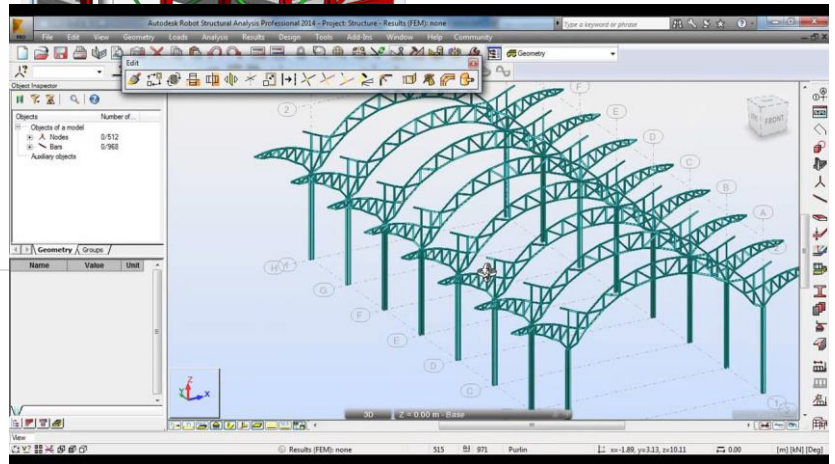 Autodesk Robot Structural Analysis Professional 2014 - Project: Structure - Results (FEM): none
Type a keyword or phrase
PRO File Edit View Geometry Loads Analysis Results Design Tools Add-Ins Window Help Community
Geometry
Edit
Object Inspector
Objects Number of...
Objects of a model
Nodes 0/512
Bars 0/968
Auxiliary objects
Geometry Groups
Name Value Unit
FRONT
2
F
E
D
C
B
A
H
G
F
E
D
C
Z
Y X
3D Z = 0.00 m - Base
View
Results (FEM): none 515 971 Purlin x=-1.89, y=3.13, z=10.11 0.00 [m] [kN] [Deg]